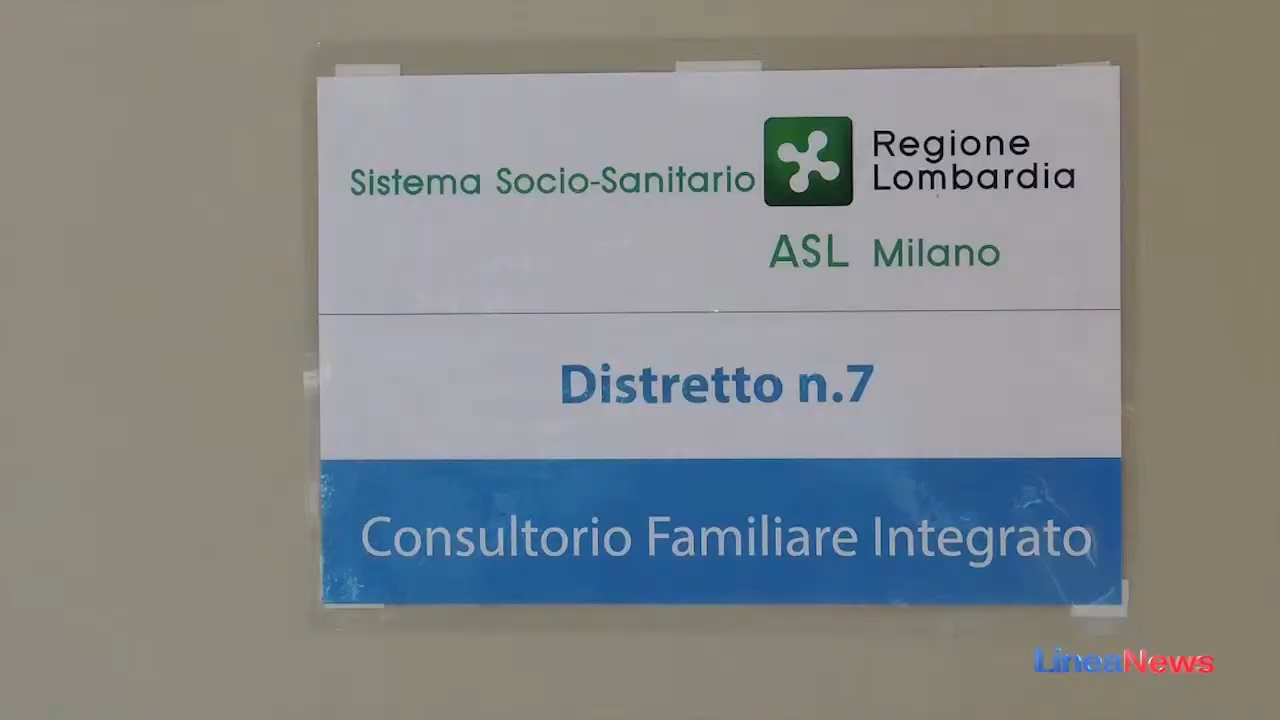 Sistema Socio-Sanitario
Regione
Lombardia
ASL Milano
Distretto n.7
Consultorio Familiare Integrato
LineaNews